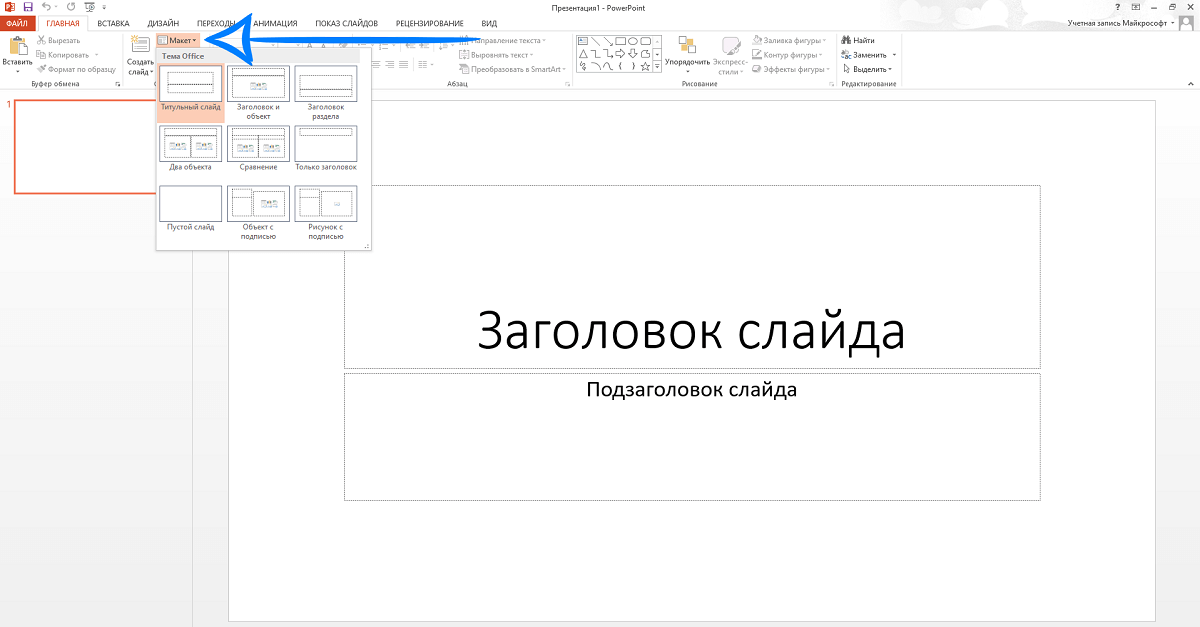 Презентация1 - PowerPoint
ФАЙЛ ГЛАВНАЯ ВСТАВКА ДИЗАЙН ПЕРЕХОДЫ АНИМАЦИЯ ПОКАЗ СЛАЙДОВ РЕЦЕНЗИРОВАНИЕ ВИД Учетная запись Майкрософт
Вставить
Вырезать
Копировать
Формат по образцу
Буфер обмена
Создать
слайд
Макет
Тема Office
Титульный слайд
Заголовок и
объект
Заголовок
раздела
Два объекта
Сравнение
Только заголовок
Пустой слайд
Объект с
подписью
Рисунок с
подписью
текста
Выровнять текст
Преобразовать в SmartArt
Абзац
Упорядочить
Экспресс-
стили
Заливка фигуры
Контур фигуры
Эффекты фигуры
Рисование
Найти
Заменить
Выделить
Редактирование
1
Заголовок слайда
Подзаголовок слайда